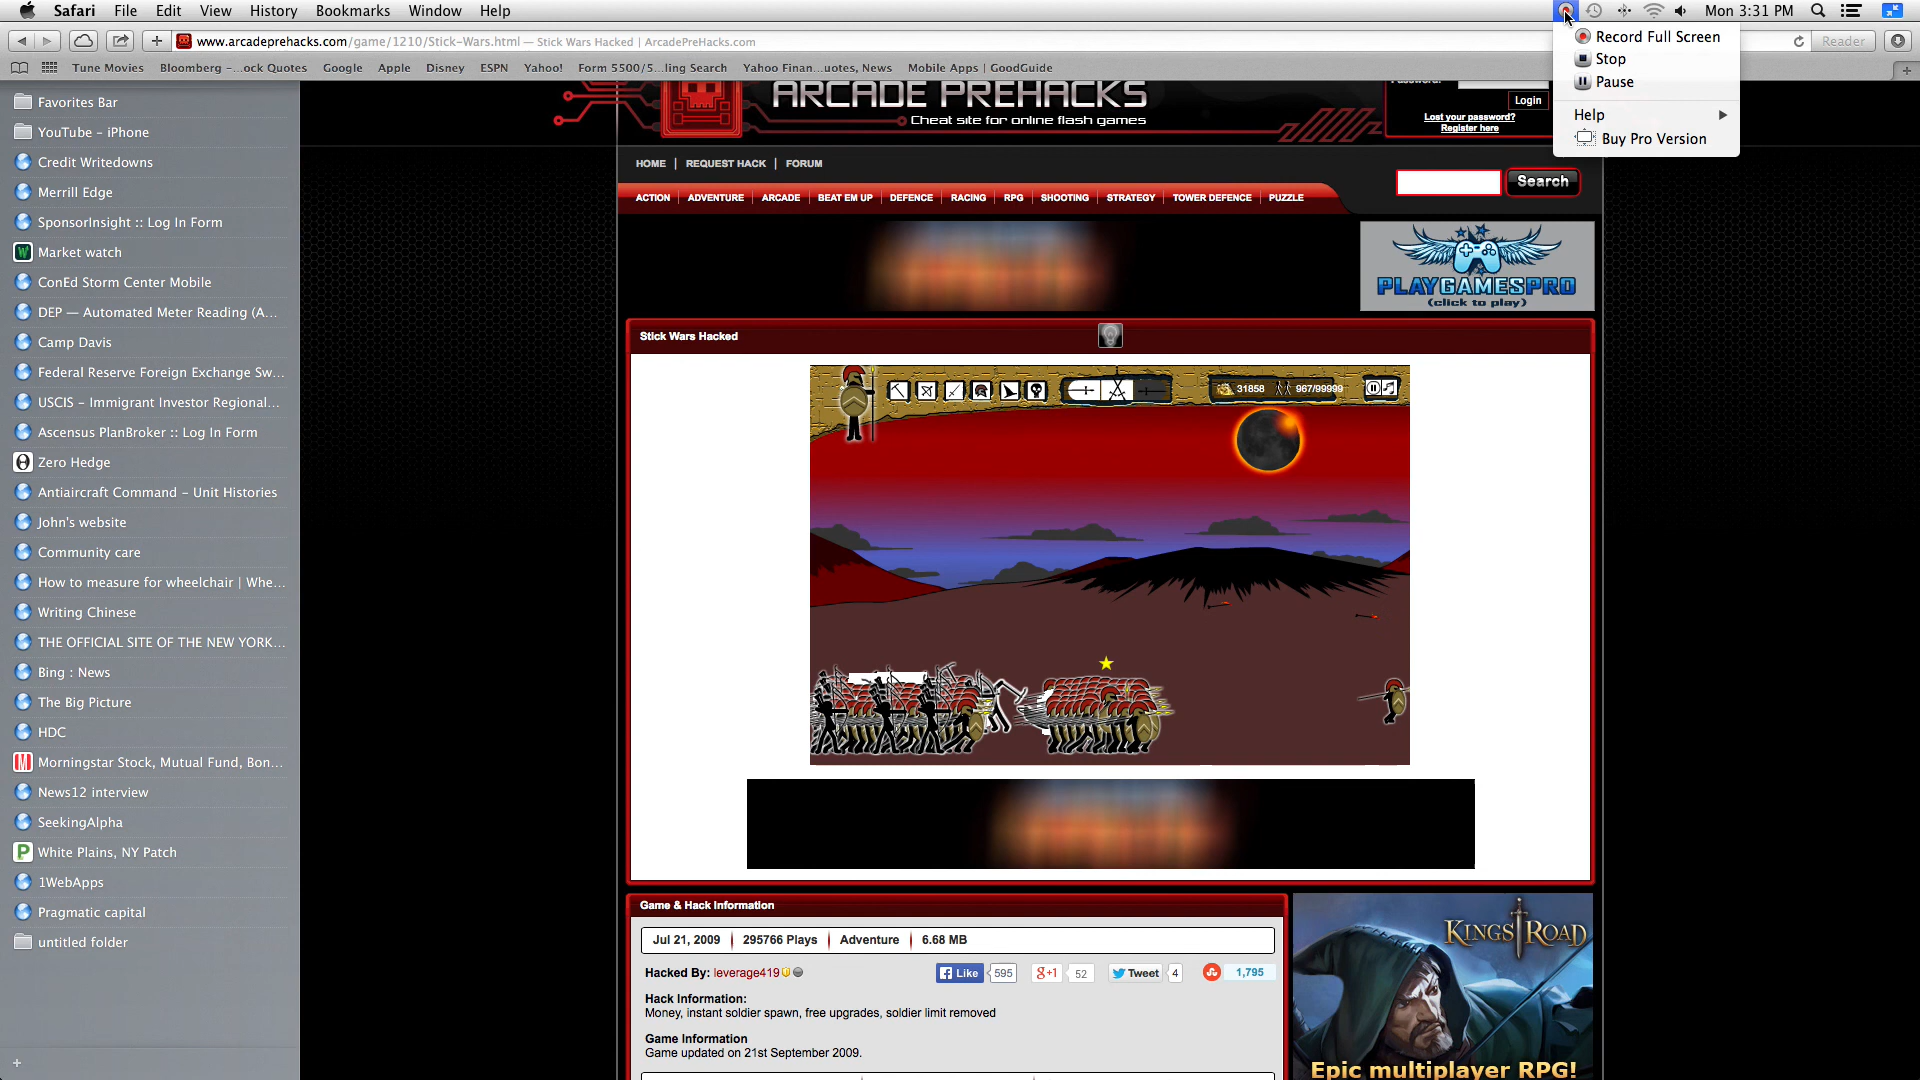 Safari File Edit View History Bookmarks Window Help Mon 3:31 PM
www.arcadeprehacks.com/game/1210/Stick-Wars.html — Stick Wars Hacked | ArcadePreHacks.com Reader
Tune Movies Bloomberg -...ock Quotes Google Apple Disney ESPN Yahoo! Form 5500/5...ling Search Yahoo Finan...uotes, News Mobile Apps | GoodGuide
Record Full Screen
Stop
Pause
Help
Buy Pro Version
Favorites Bar
YouTube - iPhone
Credit Writedowns
Merrill Edge
SponsorInsight :: Log In Form
Market watch
ConEd Storm Center Mobile
DEP — Automated Meter Reading (A...
Camp Davis
Federal Reserve Foreign Exchange Sw...
USCIS - Immigrant Investor Regional...
Ascensus PlanBroker :: Log In Form
Zero Hedge
Antiaircraft Command - Unit Histories
John's website
Community care
How to measure for wheelchair | Whe...
Writing Chinese
THE OFFICIAL SITE OF THE NEW YORK...
Bing : News
The Big Picture
HDC
Morningstar Stock, Mutual Fund, Bon...
News12 interview
SeekingAlpha
White Plains, NY Patch
1WebApps
Pragmatic capital
untitled folder
ARCADE PREHACKS
Cheat site for online flash games
Login
Lost your password?
Register here
HOME | REQUEST HACK | FORUM
Search
ACTION ADVENTURE ARCADE BEAT EM UP DEFENCE RACING RPG SHOOTING STRATEGY TOWER DEFENCE PUZZLE
PLAYGAMESPRO
(click to play)
Stick Wars Hacked
31858 967/99999
Game & Hack Information
Jul 21, 2009 295766 Plays Adventure 6.68 MB
Hacked By: leverage419
Like 595 g+1 52 Tweet 4 1,795
Hack Information:
Money, instant soldier spawn, free upgrades, soldier limit removed
Game Information
Game updated on 21st September 2009.
KINGSROAD
Epic multiplayer RPG!